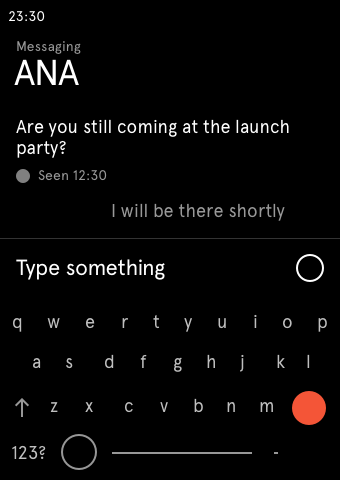 23:30
Messaging
ANA
Are you still coming at the launch
party?
Seen 12:30
I will be there shortly
Type something
q w e r t y u i o p
a s d f g h j k l
z x c v b n m
123? -